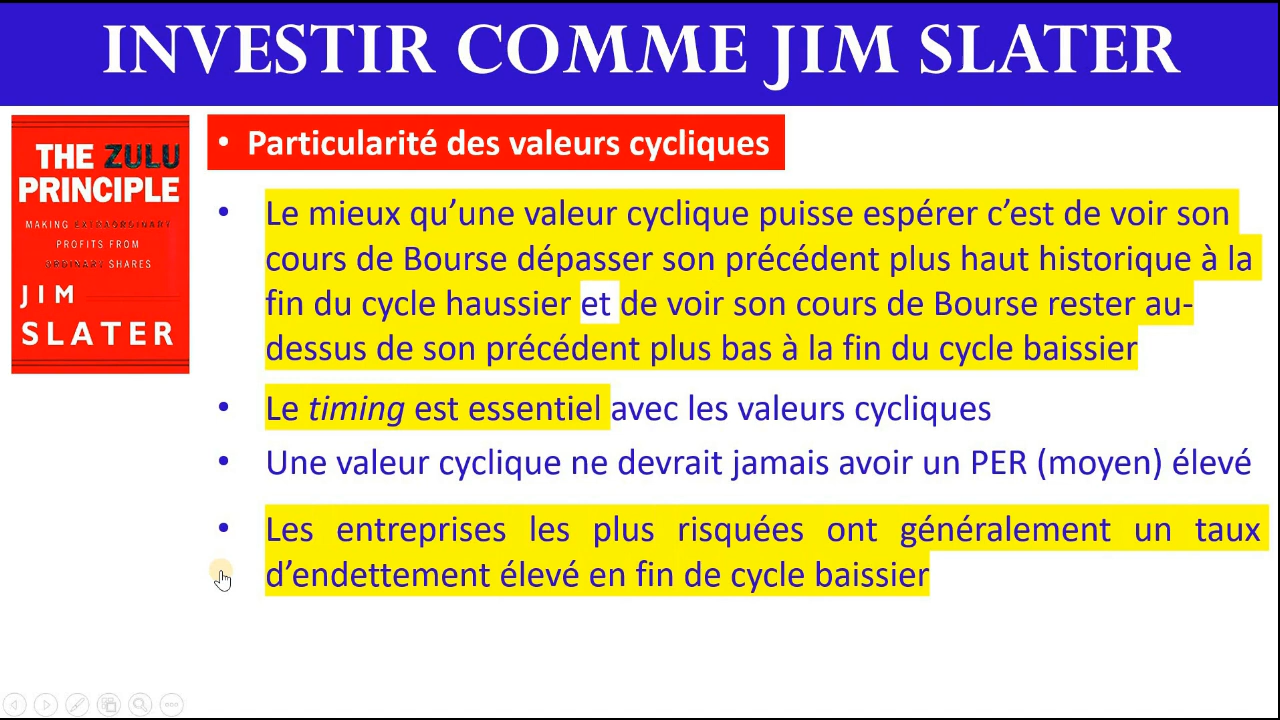 INVESTIR COMME JIM SLATER
THE ZULU
PRINCIPLE
MAKING EXTRAORDINARY
PROFITS FROM
ORDINARY SHARES
JIM
SLATER
• Particularité des valeurs cycliques
• Le mieux qu’une valeur cyclique puisse espérer c’est de voir son
cours de Bourse dépasser son précédent plus haut historique à la
fin du cycle haussier et de voir son cours de Bourse rester au-
dessus de son précédent plus bas à la fin du cycle baissier
• Le timing est essentiel avec les valeurs cycliques
• Une valeur cyclique ne devrait jamais avoir un PER (moyen) élevé
• Les entreprises les plus risquées ont généralement un taux
d’endettement élevé en fin de cycle baissier